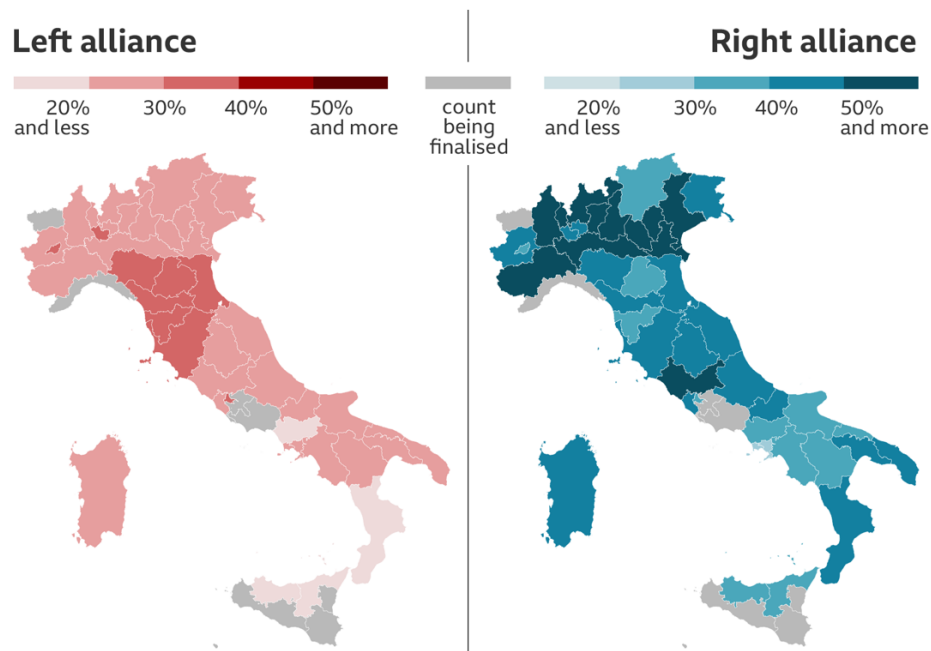 Left alliance
20%
and less
30%
40%
50%
and more
count
being
finalised
Right alliance
20%
and less
30%
40%
50%
and more